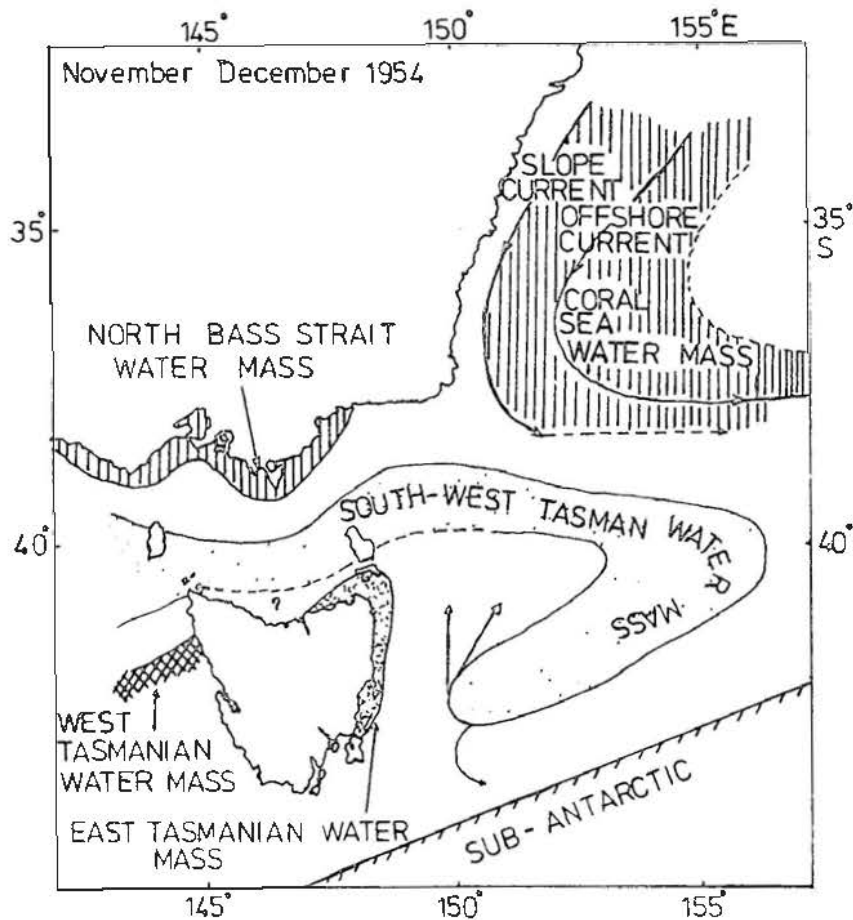 145°
150°
155°E
November December 1954
SLOPE
CURRENT
OFFSHORE
CURRENT
35°
35°
S
CORAL
SEA
WATER MASS
NORTH BASS STRAIT
WATER MASS
SOUTH-WEST TASMAN WATER
MASS
40°
40°
?
WEST
TASMANIAN
WATER MASS
EAST TASMANIAN WATER
MASS
SUB-ANTARCTIC
145°
150°
155°